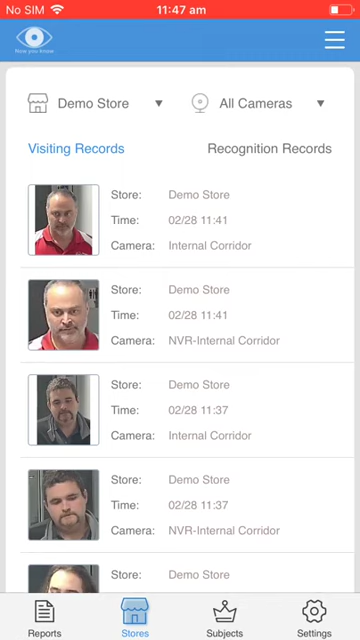 No SIM 11:47 am
Now you know
Demo Store ▼ All Cameras ▼
Visiting Records Recognition Records
Store: Demo Store
Time: 02/28 11:41
Camera: Internal Corridor
Store: Demo Store
Time: 02/28 11:41
Camera: NVR-Internal Corridor
Store: Demo Store
Time: 02/28 11:37
Camera: Internal Corridor
Store: Demo Store
Time: 02/28 11:37
Camera: NVR-Internal Corridor
Store: Demo Store
Reports Stores Subjects Settings